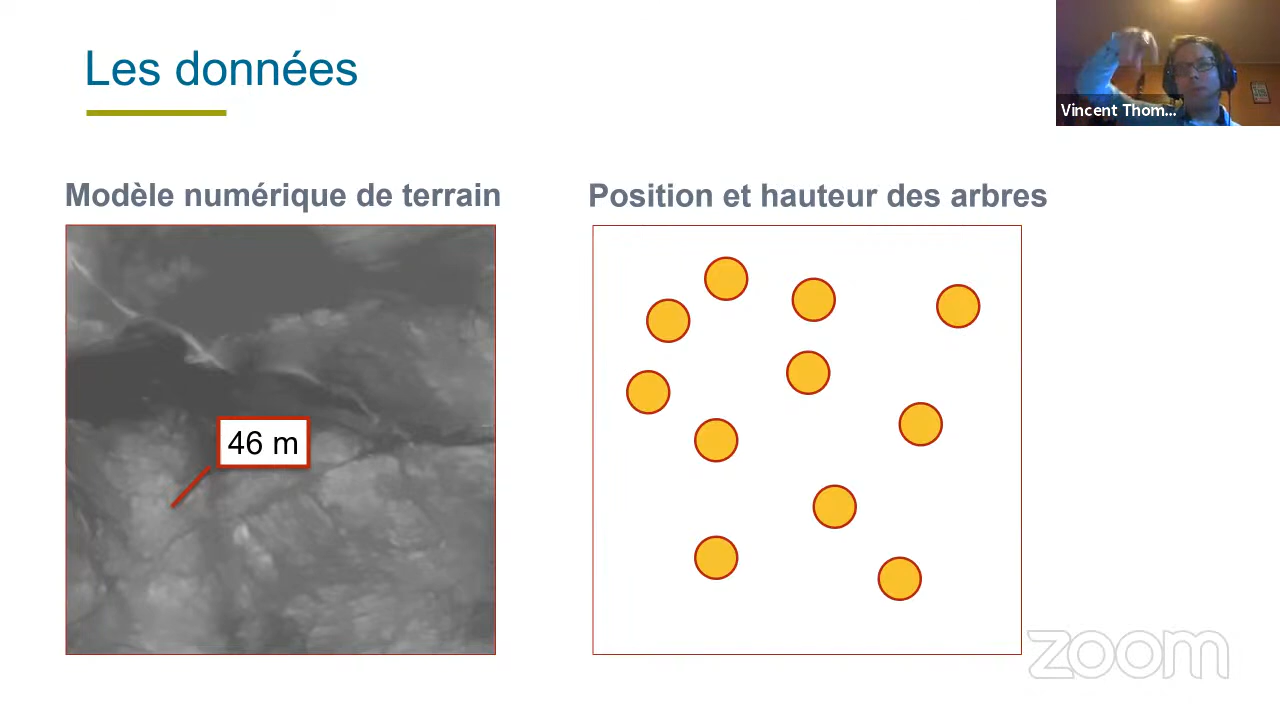 Les données
Vincent Thom...
Modèle numérique de terrain
Position et hauteur des arbres
46 m
zoom